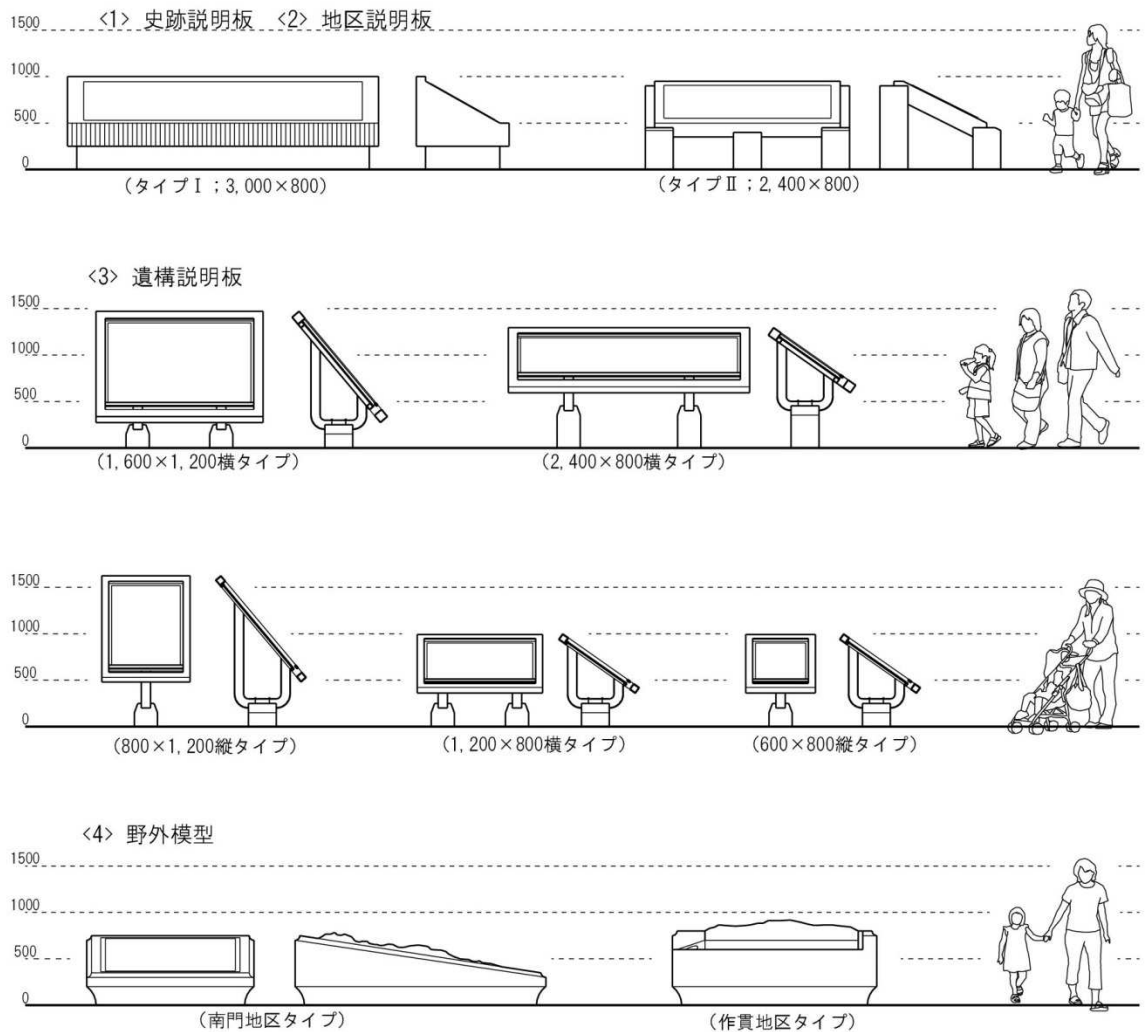 <1> 史跡説明板 <2> 地区説明板
1500
1000
500
0
(タイプⅠ;3,000×800) (タイプⅡ;2,400×800)
<3> 遺構説明板
1500
1000
500
0
(1,600×1,200横タイプ) (2,400×800横タイプ)
1500
1000
500
0
(800×1,200縦タイプ) (1,200×800横タイプ) (600×800縦タイプ)
<4> 野外模型
1500
1000
500
0
(南門地区タイプ) (作貫地区タイプ)